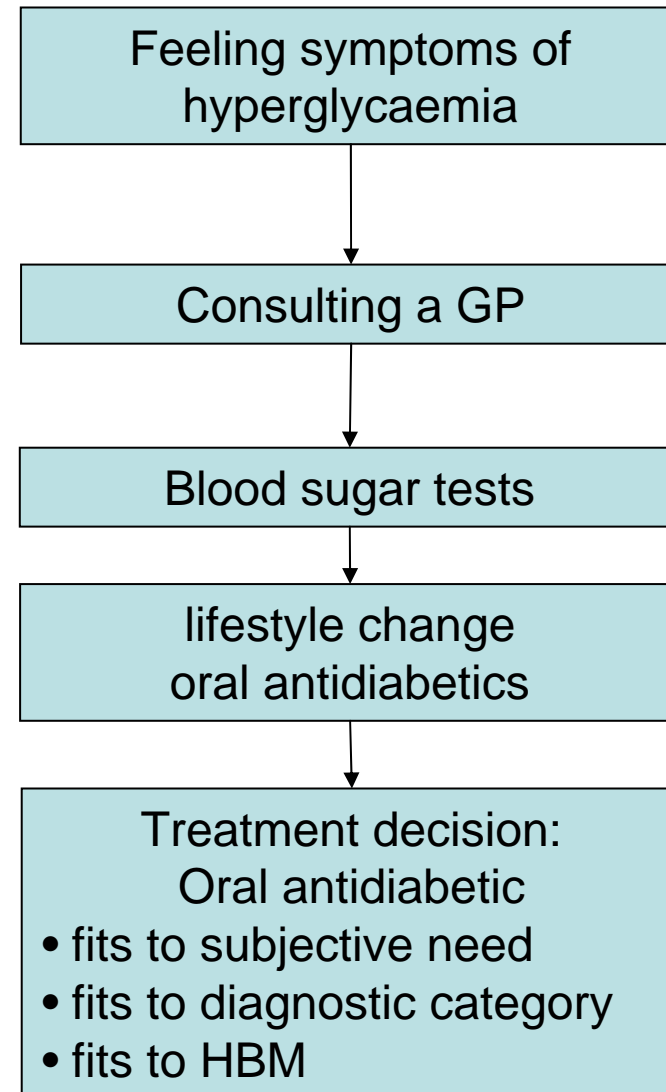 Feeling symptoms of
hyperglycaemia
Consulting a GP
Blood sugar tests
lifestyle change
oral antidiabetics
Treatment decision:
Oral antidiabetic
• fits to subjective need
• fits to diagnostic category
• fits to HBM